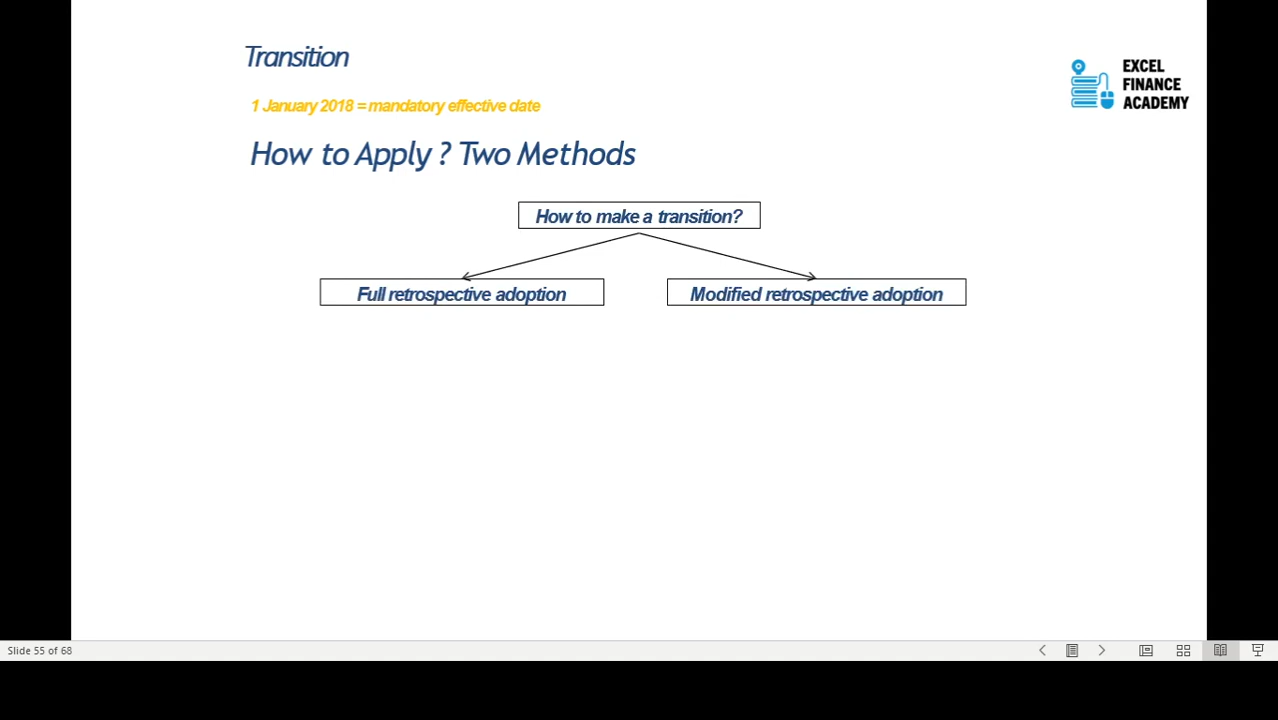 Transition
EXCEL
FINANCE
ACADEMY
1 January 2018 = mandatory effective date
How to Apply ? Two Methods
How to make a transition?
Full retrospective adoption
Modified retrospective adoption
Slide 55 of 68